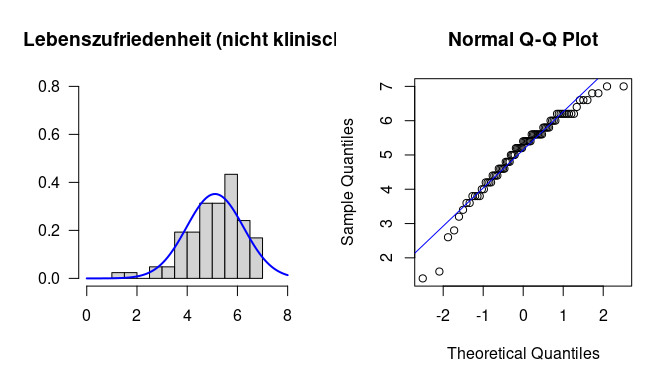 Lebenszufriedenheit (nicht klinisc
0.8
0.6
0.4
0.2
0.0
0 2 4 6 8
Normal Q-Q Plot
Sample Quantiles
7
6
5
4
3
2
-2 -1 0 1 2
Theoretical Quantiles